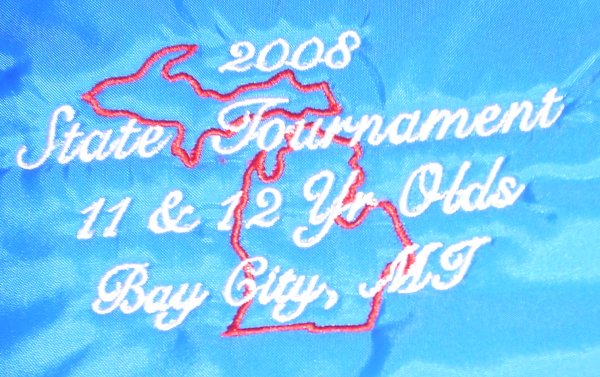 2008
State Tournament
11 & 12 Yr Olds
Bay City, MI